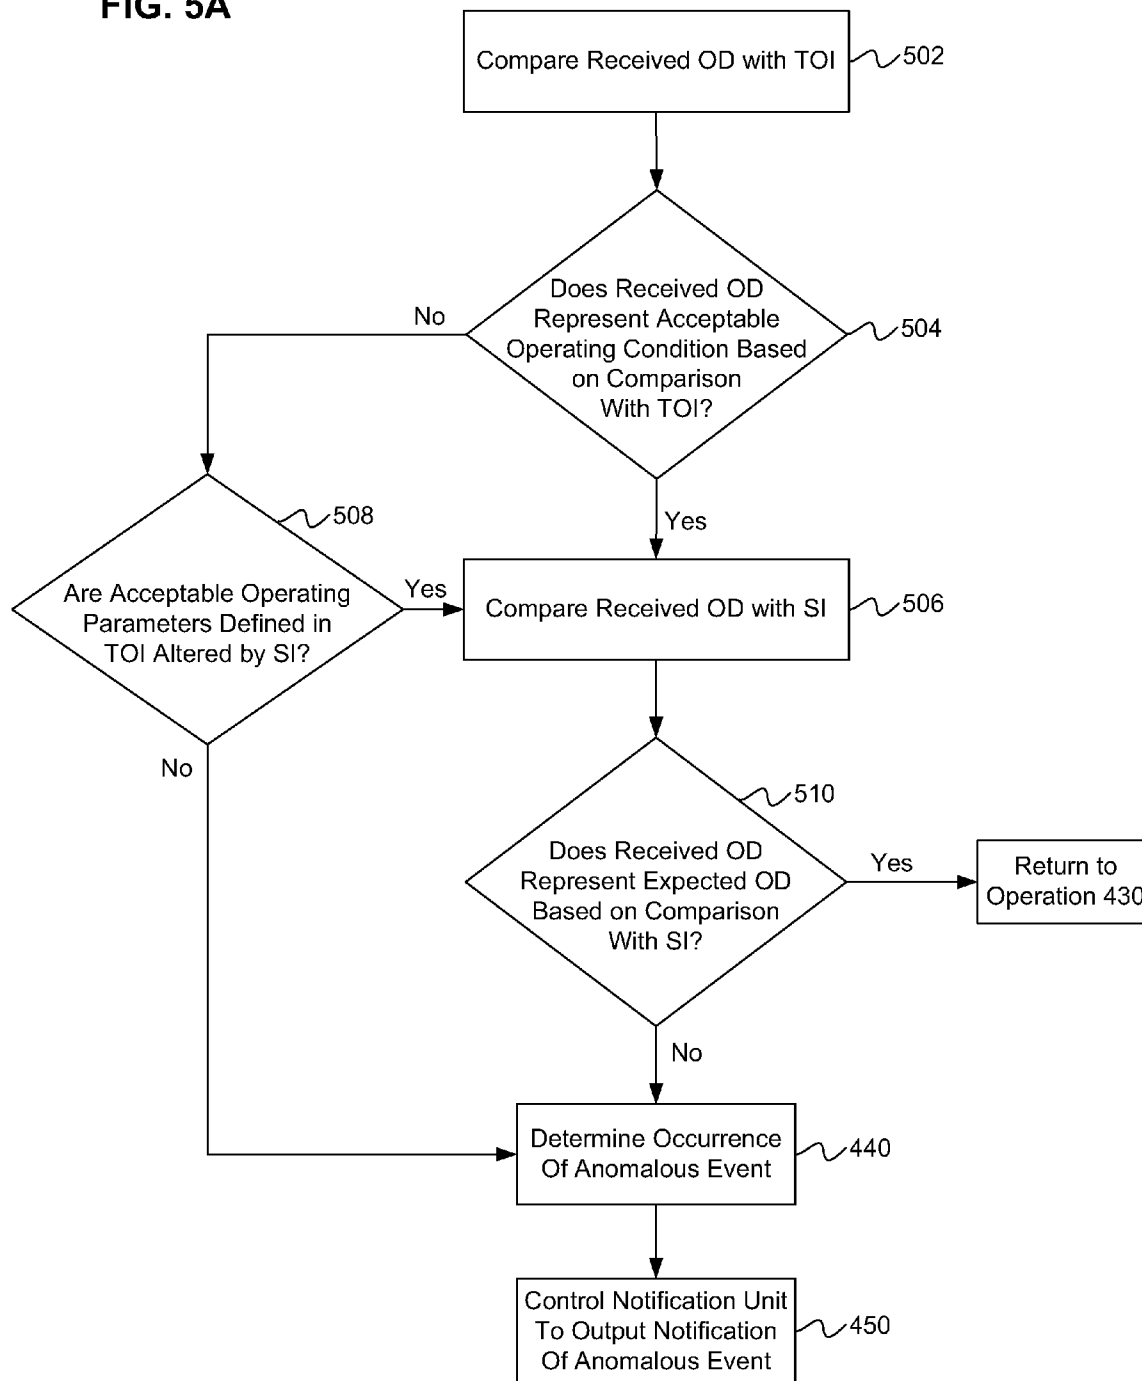 FIG. 5A
Compare Received OD with TOI
502
Does Received OD
Represent Acceptable
Operating Condition Based
on Comparison
With TOI?
504
No
Yes
508
Are Acceptable Operating
Parameters Defined in
TOI Altered by SI?
Yes
No
Compare Received OD with SI
506
510
Does Received OD
Represent Expected OD
Based on Comparison
With SI?
Yes
Return to
Operation 430
No
Determine Occurrence
Of Anomalous Event
440
Control Notification Unit
To Output Notification
Of Anomalous Event
450